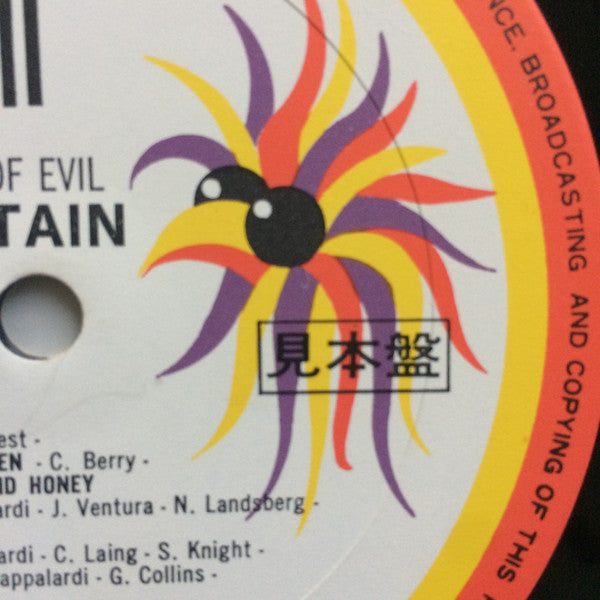 OF EVIL
TAIN
見本盤
est -
EN - C. Berry -
ND HONEY
ardi - J. Ventura - N. Landsberg -
ardi - C. Laing - S. Knight -
appalardi - G. Collins -
NCE, BROADCASTING AND COPYING OF THIS